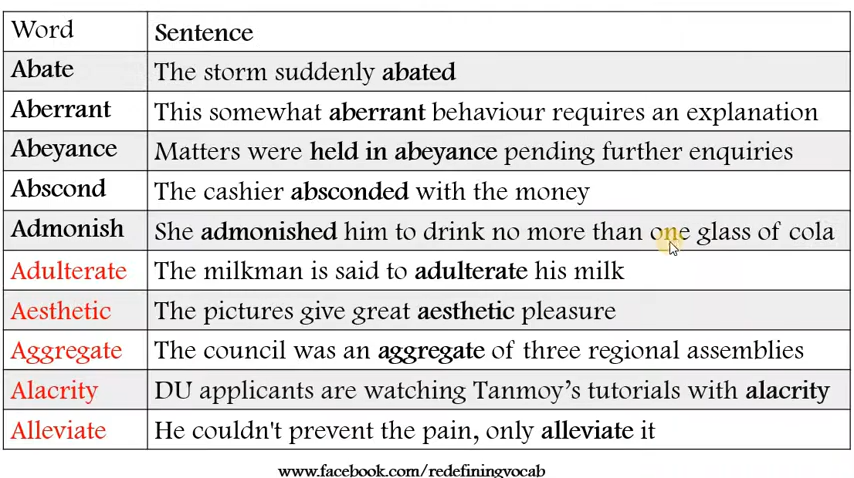 Word Sentence
Abate The storm suddenly abated
Aberrant This somewhat aberrant behaviour requires an explanation
Abeyance Matters were held in abeyance pending further enquiries
Abscond The cashier absconded with the money
Admonish She admonished him to drink no more than one glass of cola
Adulterate The milkman is said to adulterate his milk
Aesthetic The pictures give great aesthetic pleasure
Aggregate The council was an aggregate of three regional assemblies
Alacrity DU applicants are watching Tanmoy’s tutorials with alacrity
Alleviate He couldn't prevent the pain, only alleviate it
www.facebook.com/redefiningvocab